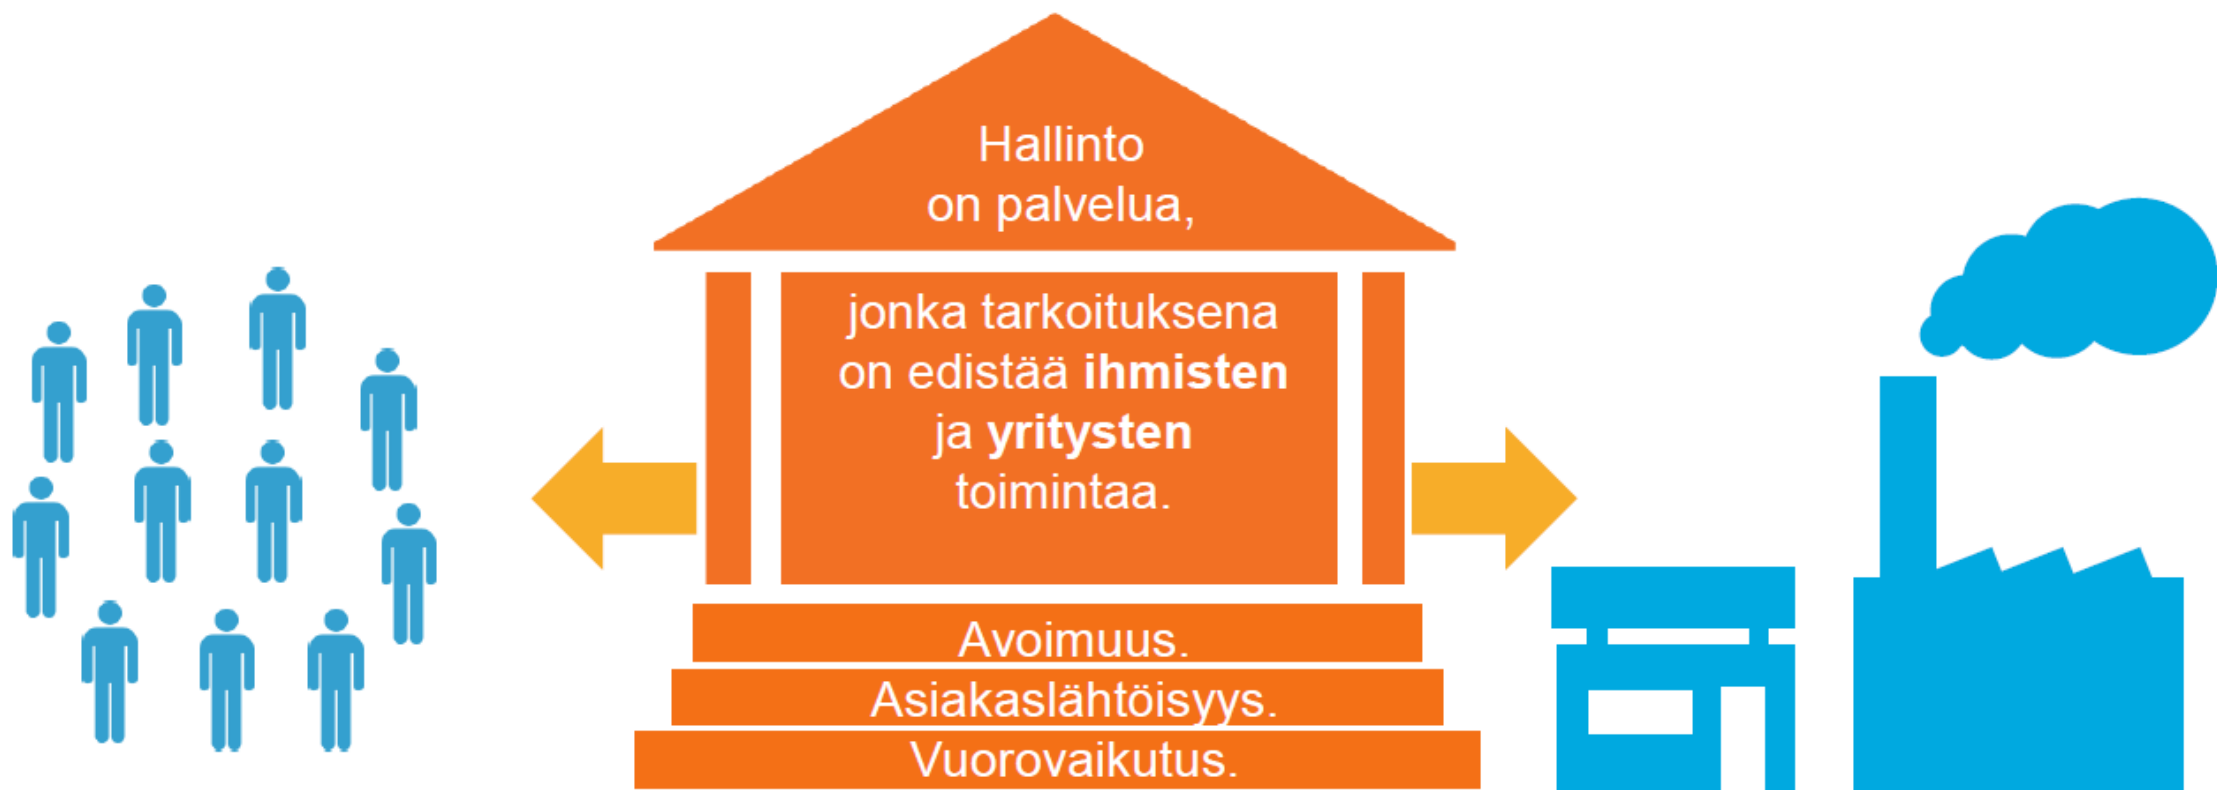 Hallinto
on palvelua,
jonka tarkoituksena
on edistää ihmisten
ja yritysten
toimintaa.
Avoimuus.
Asiakaslähtöisyys.
Vuorovaikutus.